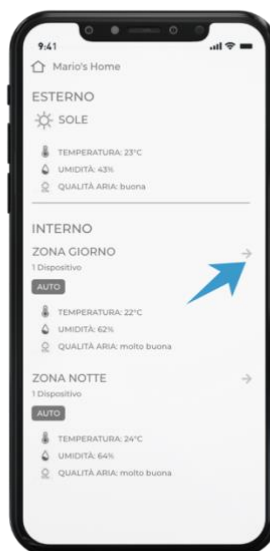 9:41
Mario's Home
ESTERNO
SOLE
TEMPERATURA: 23°C
UMIDITÀ: 43%
QUALITÀ ARIA: buona
INTERNO
ZONA GIORNO
1 Dispositivo
AUTO
TEMPERATURA: 22°C
UMIDITÀ: 62%
QUALITÀ ARIA: molto buona
ZONA NOTTE
1 Dispositivo
AUTO
TEMPERATURA: 24°C
UMIDITÀ: 64%
QUALITÀ ARIA: molto buona